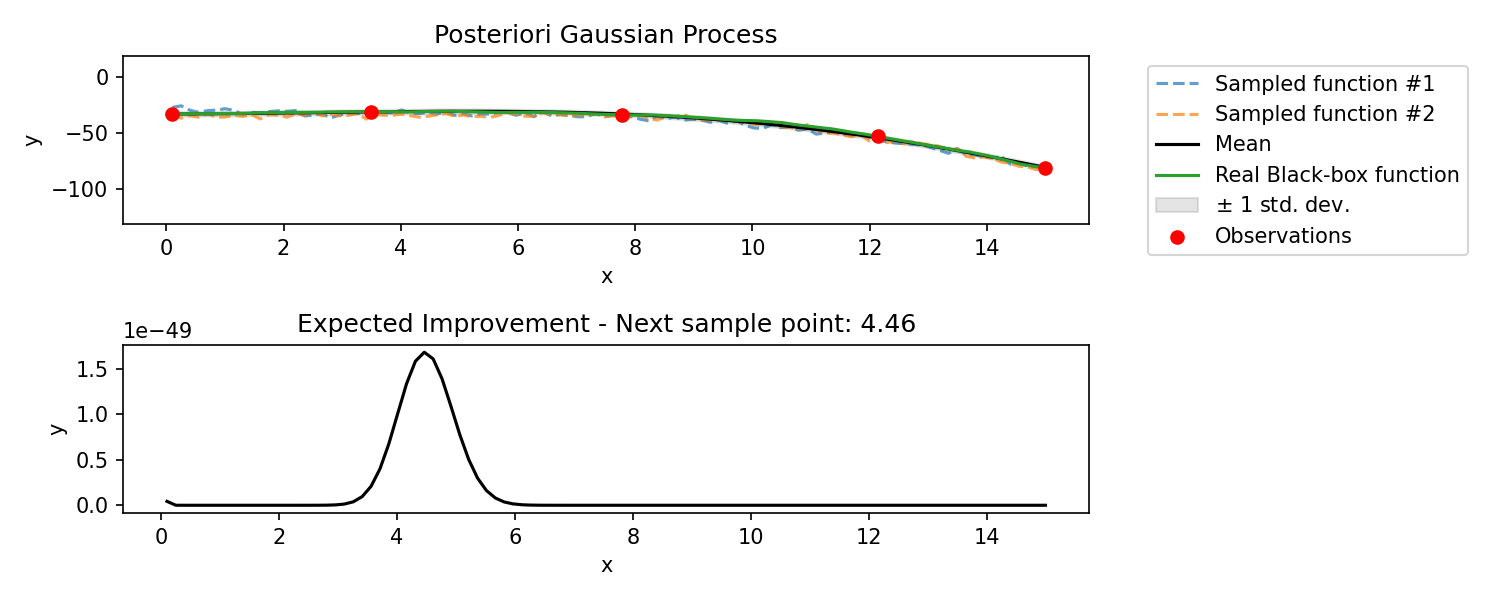 Posteriori Gaussian Process
0
−50
−100
y
0 2 4 6 8 10 12 14
x
Sampled function #1
Sampled function #2
Mean
Real Black-box function
± 1 std. dev.
Observations
1e−49
Expected Improvement - Next sample point: 4.46
1.5
1.0
0.5
0.0
y
0 2 4 6 8 10 12 14
x